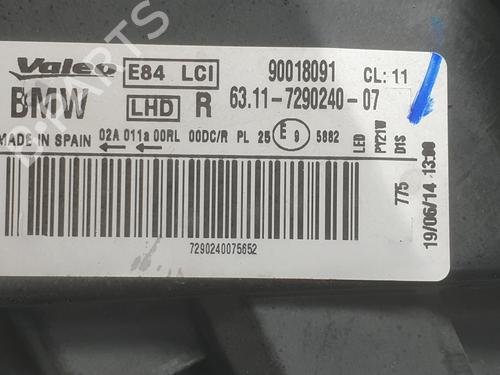 Valeo E84 LCI 90018091 CL: 11
BMW LHD R 63.11-7290240-07
MADE IN SPAIN 02A 011a 00RL 00DC/R PL 25 E 9 5882
LED
PY21W
D1S
775
19/06/14 13:00
7290240075652
B-PARTS